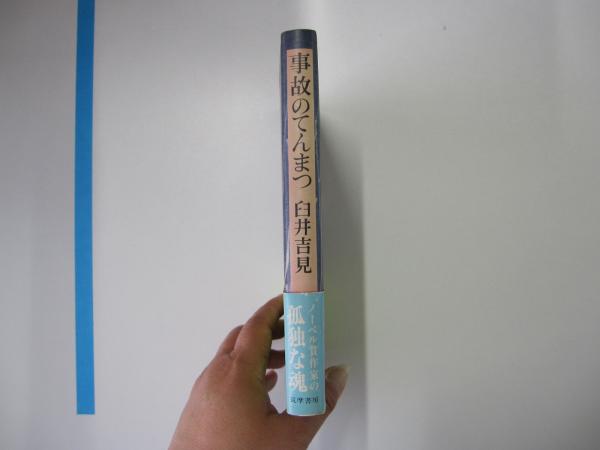 事故のてんまつ
臼井吉見
ノーベル賞作家の
孤独な魂
筑摩書房